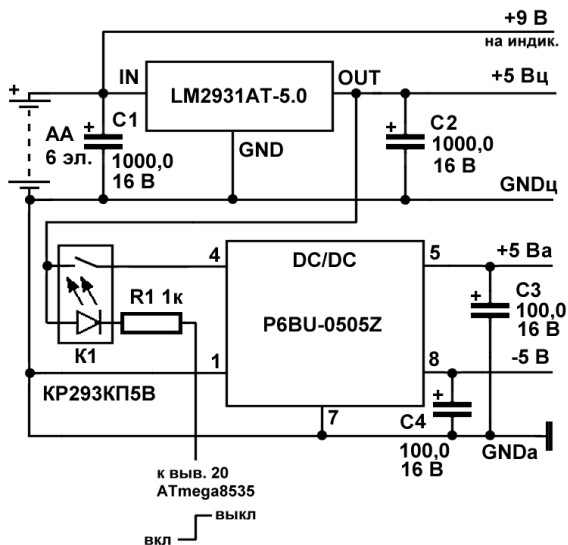 +9 В
на индик.
IN
LM2931AT-5.0
OUT
+5 Вц
+
АА
6 эл.
+
C1
1000,0
16 В
GND
+
C2
1000,0
16 В
GNDц
4
DC/DC
5
+5 Ва
R1 1к
P6BU-0505Z
+
C3
100,0
16 В
К1
1
8
-5 В
КР293КП5В
7
+
C4
100,0
16 В
GNDа
к выв. 20
ATmega8535
выкл
вкл